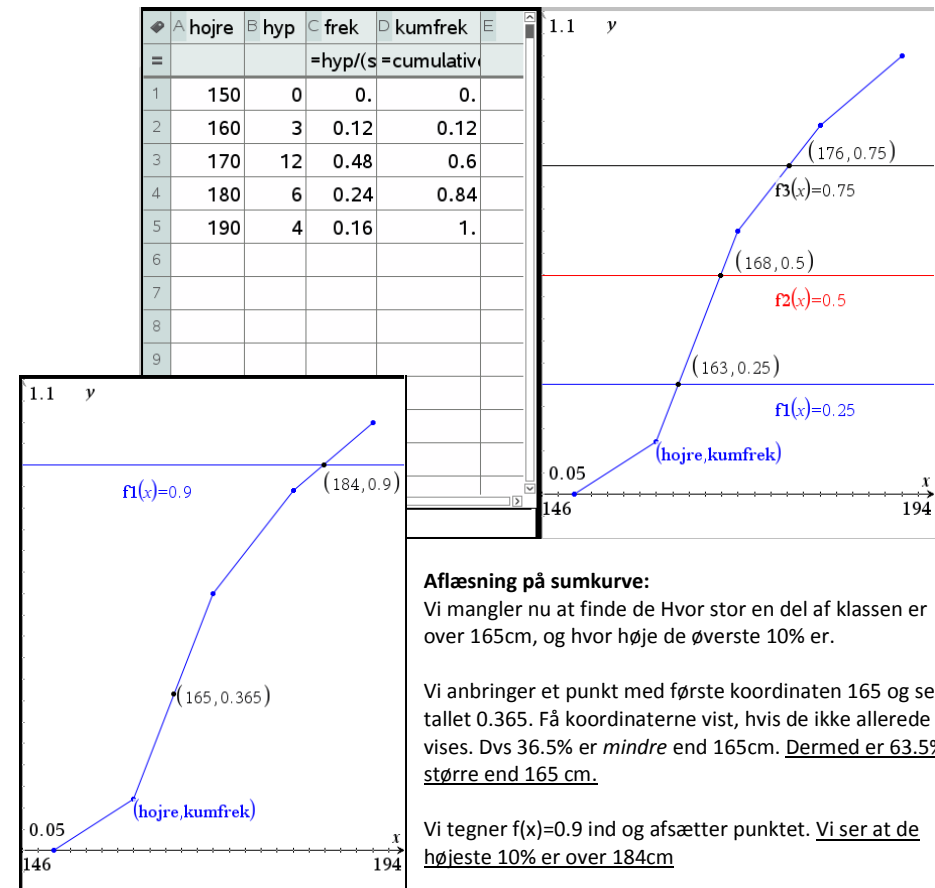 A hojre B hyp C frek D kumfrek E
= =hyp/(s =cumulativ
1 150 0 0. 0.
2 160 3 0.12 0.12
3 170 12 0.48 0.6
4 180 6 0.24 0.84
5 190 4 0.16 1.
6
7
8
9
1.1 y
(176,0.75)
f3(x)=0.75
(168,0.5)
f2(x)=0.5
(163,0.25)
f1(x)=0.25
(hojre,kumfrek)
0.05 x
146 194
1.1 y
f1(x)=0.9
(184,0.9)
(165,0.365)
(hojre,kumfrek)
0.05 x
146 194
Aflæsning på sumkurve:
Vi mangler nu at finde de Hvor stor en del af klassen er
over 165cm, og hvor høje de øverste 10% er.
Vi anbringer et punkt med første koordinaten 165 og se
tallet 0.365. Få koordinaterne vist, hvis de ikke allerede
vises. Dvs 36.5% er mindre end 165cm. Dermed er 63.5%
større end 165 cm.
Vi tegner f(x)=0.9 ind og afsætter punktet. Vi ser at de
højeste 10% er over 184cm